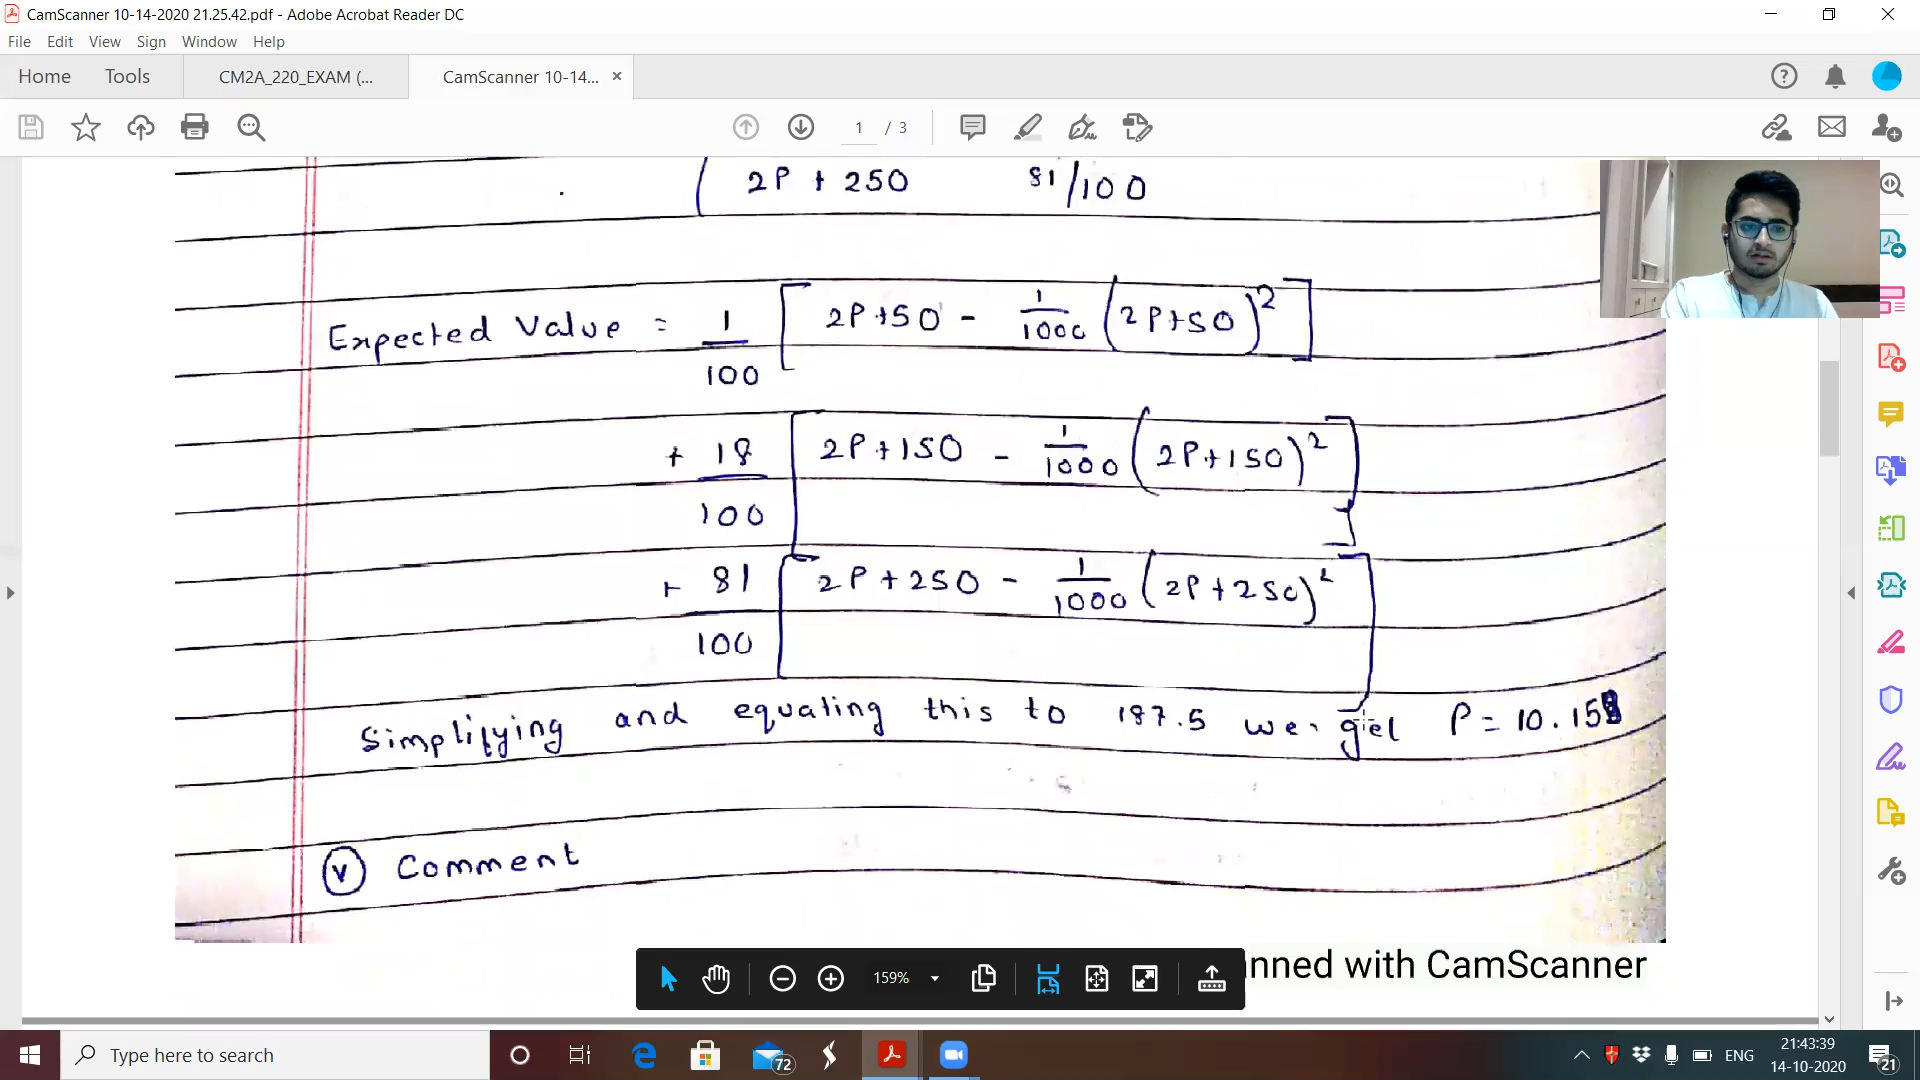 CamScanner 10-14-2020 21.25.42.pdf - Adobe Acrobat Reader DC
File Edit View Sign Window Help
Home Tools CM2A_220_EXAM (... CamScanner 10-14... ×
1 / 3
2P + 250 81/100
Expected Value = 1/100 [ 2P+50 - 1/1000 (2P+50)² ]
+ 18/100 [ 2P+150 - 1/1000 (2P+150)² ]
+ 81/100 [ 2P+250 - 1/1000 (2P+250)² ]
Simplifying and equating this to 187.5 we get P = 10.15
(V) Comment
nned with CamScanner
159%
Type here to search
72
ENG
21:43:39
14-10-2020
21